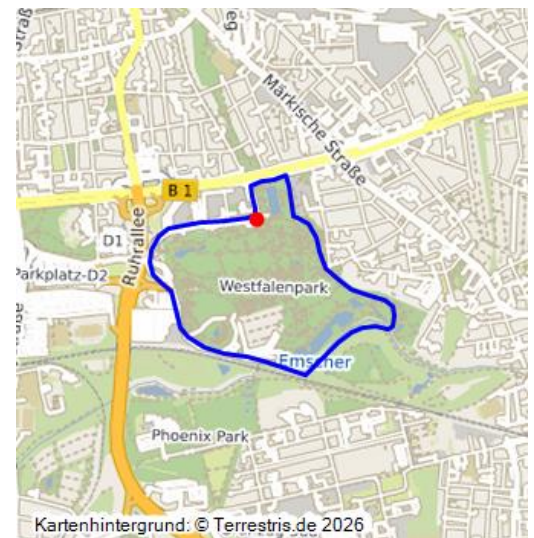 Märkische Straße
B 1
Ruhrallee
D1
Parkplatz-D2
Westfalenpark
Emscher
Phoenix Park
Kartenhintergrund: © Terrestris.de 2026